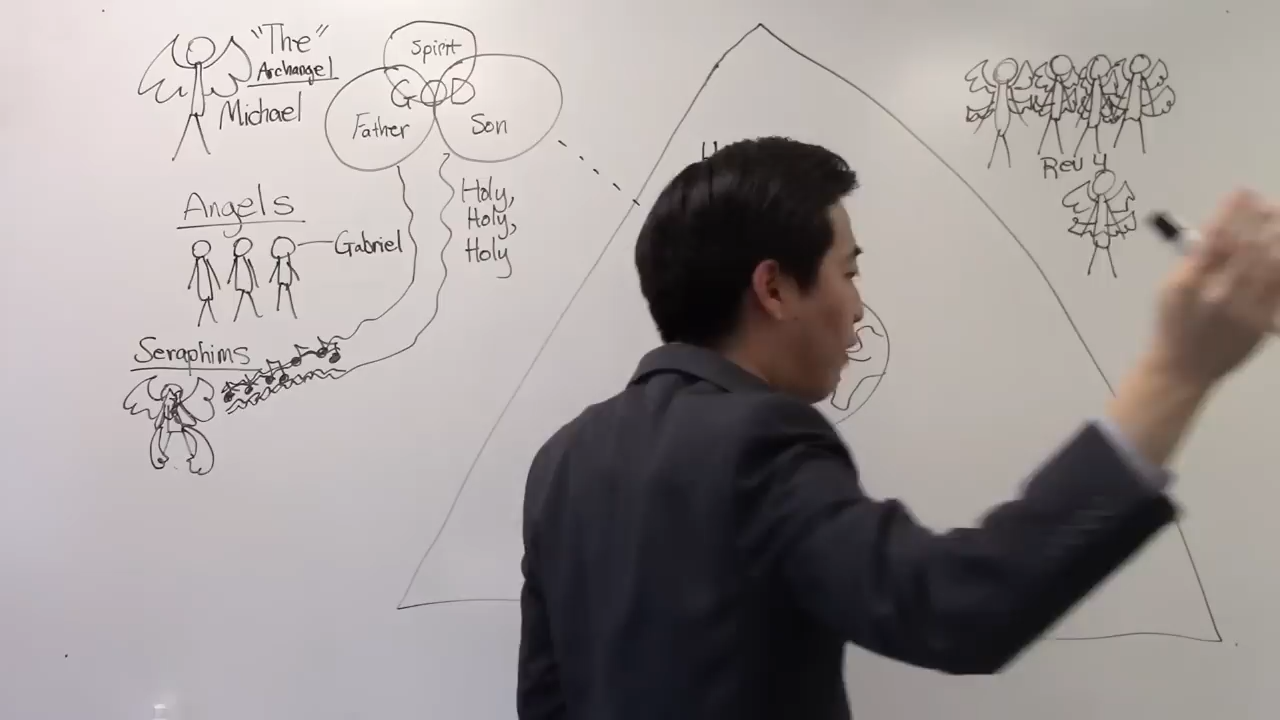 "The"
Archangel
Michael
Spirit
GOD
Father
Son
Holy,
Holy,
Holy
Angels
Gabriel
Seraphims
Rev 4